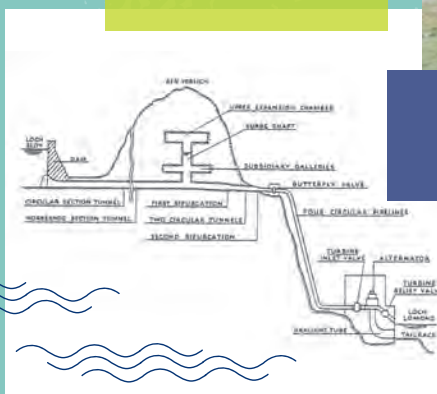 BEN VORLICH
UPPER EXPANSION CHAMBER
SURGE SHAFT
LOCH
SLOY
DAM
SUBSIDIARY GALLERIES
BUTTERFLY VALVE
CIRCULAR SECTION TUNNEL
FIRST BIFURCATION
HORSESHOE SECTION TUNNEL
TWO CIRCULAR TUNNELS
FOUR CIRCULAR PIPELINES
SECOND BIFURCATION
TURBINE
INLET VALVE
ALTERNATOR
TURBINE
RELIEF VALV
LOCH
LOMOND
DRAUGHT TUBE
TAILRACE